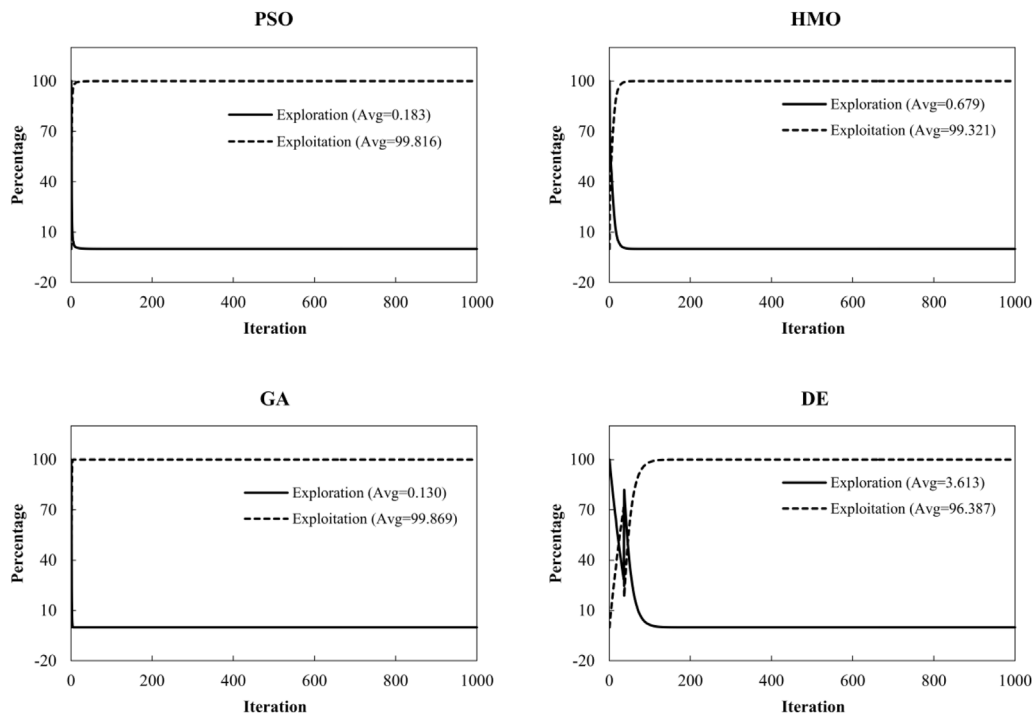 PSO
100
70
40
10
-20
Percentage
Exploration (Avg=0.183)
Exploitation (Avg=99.816)
0 200 400 600 800 1000
Iteration
HMO
100
70
40
10
-20
Percentage
Exploration (Avg=0.679)
Exploitation (Avg=99.321)
0 200 400 600 800 1000
Iteration
GA
100
70
40
10
-20
Percentage
Exploration (Avg=0.130)
Exploitation (Avg=99.869)
0 200 400 600 800 1000
Iteration
DE
100
70
40
10
-20
Percentage
Exploration (Avg=3.613)
Exploitation (Avg=96.387)
0 200 400 600 800 1000
Iteration